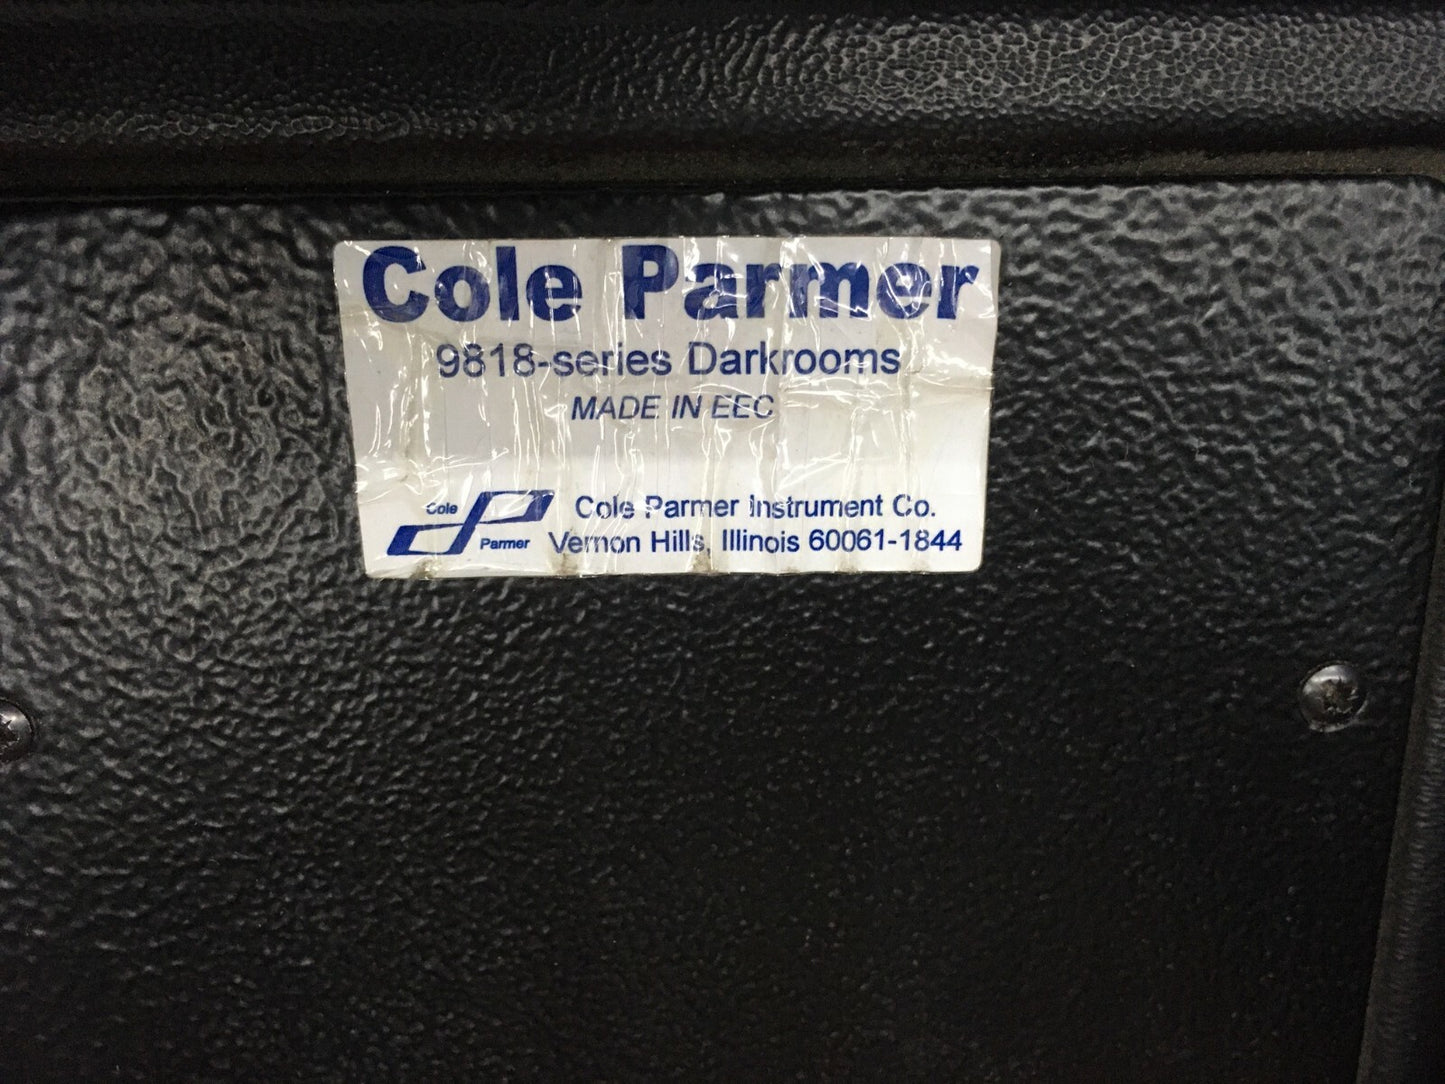 Cole Parmer
9818-series Darkrooms
MADE IN EEC
Cole
Parmer
Cole Parmer Instrument Co.
Vernon Hills, Illinois 60061-1844